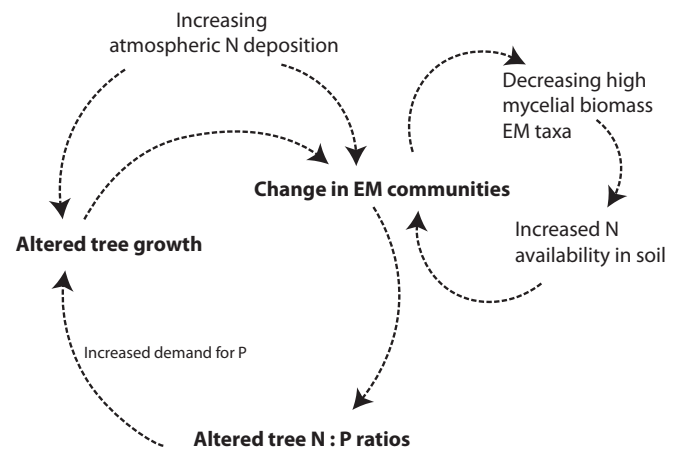 Increasing
atmospheric N deposition
Decreasing high
mycelial biomass
EM taxa
Change in EM communities
Increased N
availability in soil
Altered tree growth
Increased demand for P
Altered tree N : P ratios